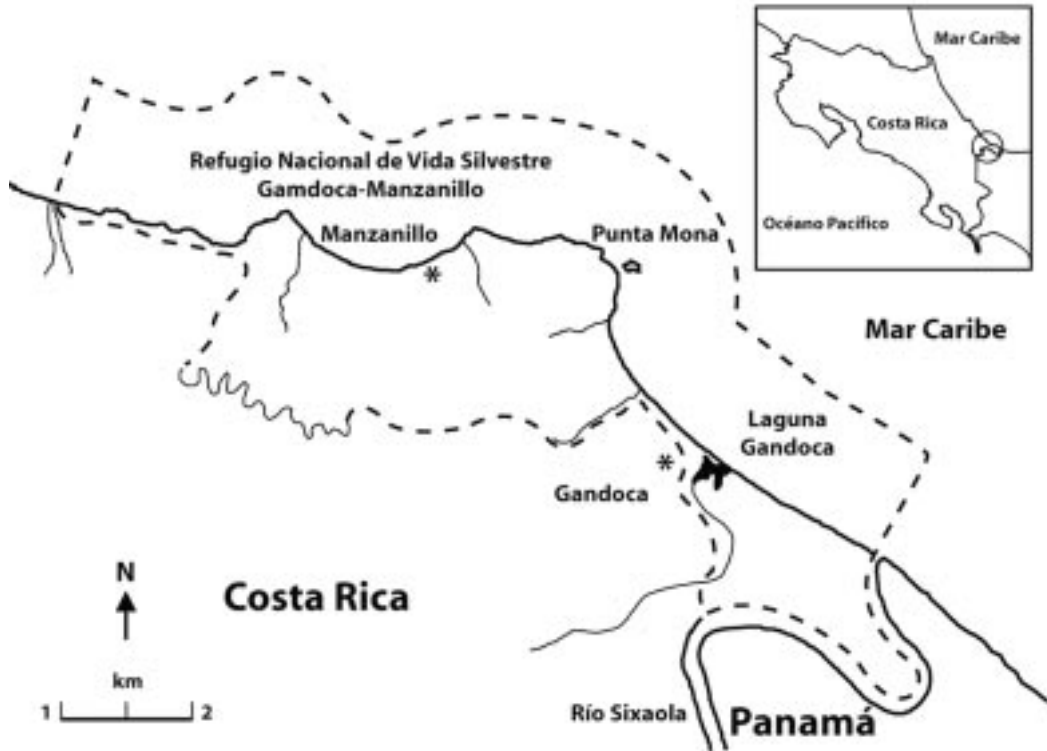 Mar Caribe
Costa Rica
Océano Pacífico
Refugio Nacional de Vida Silvestre
Gamdoca-Manzanillo
Manzanillo
*
Punta Mona
Mar Caribe
Laguna
Gandoca
*
Gandoca
N
Costa Rica
km
1 2
Río Sixaola
Panamá